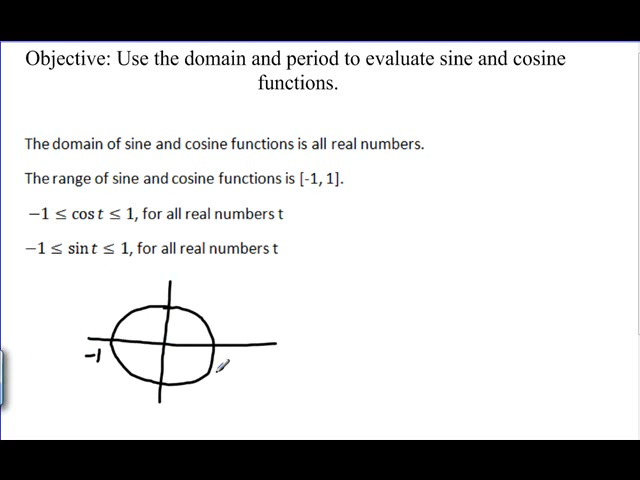 Objective: Use the domain and period to evaluate sine and cosine
functions.
The domain of sine and cosine functions is all real numbers.
The range of sine and cosine functions is [-1, 1].
−1 ≤ cos t ≤ 1, for all real numbers t
−1 ≤ sin t ≤ 1, for all real numbers t
-1